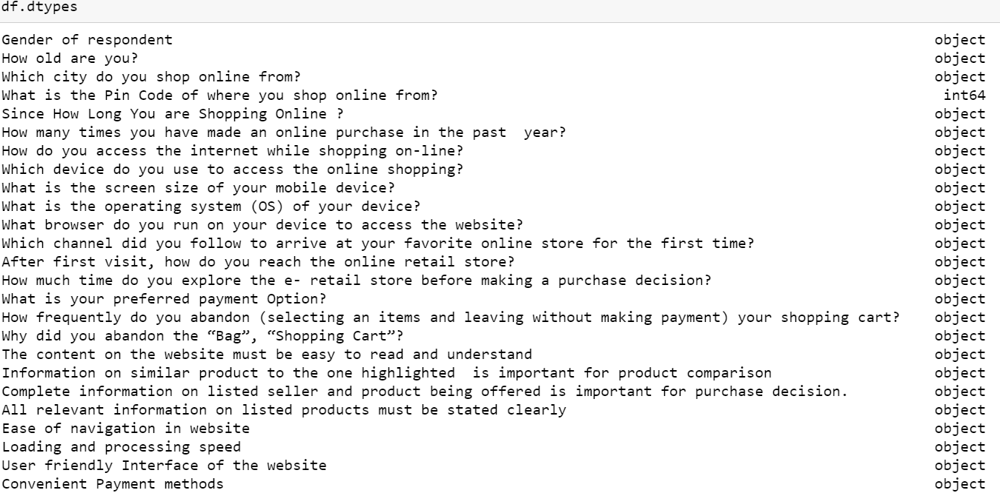 df.dtypes
Gender of respondent object
How old are you? object
Which city do you shop online from? object
What is the Pin Code of where you shop online from? int64
Since How Long You are Shopping Online ? object
How many times you have made an online purchase in the past  year? object
How do you access the internet while shopping on-line? object
Which device do you use to access the online shopping? object
What is the screen size of your mobile device? object
What is the operating system (OS) of your device? object
What browser do you run on your device to access the website? object
Which channel did you follow to arrive at your favorite online store for the first time? object
After first visit, how do you reach the online retail store? object
How much time do you explore the e- retail store before making a purchase decision? object
What is your preferred payment Option? object
How frequently do you abandon (selecting an items and leaving without making payment) your shopping cart? object
Why did you abandon the “Bag”, “Shopping Cart”? object
The content on the website must be easy to read and understand object
Information on similar product to the one highlighted  is important for product comparison object
Complete information on listed seller and product being offered is important for purchase decision. object
All relevant information on listed products must be stated clearly object
Ease of navigation in website object
Loading and processing speed object
User friendly Interface of the website object
Convenient Payment methods object